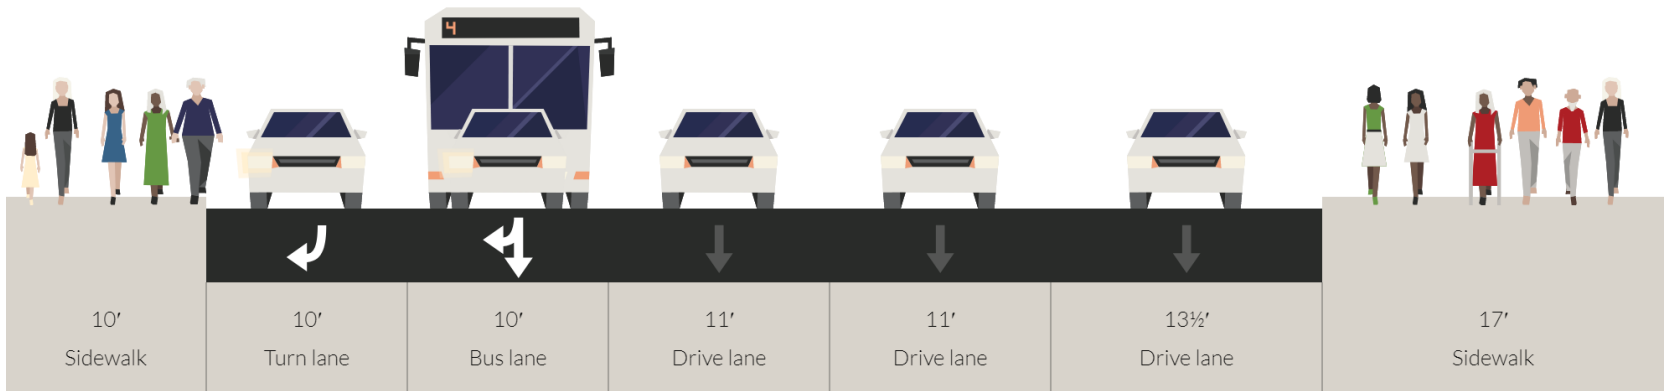 4
10′
Sidewalk
10′
Turn lane
10′
Bus lane
11′
Drive lane
11′
Drive lane
13½′
Drive lane
17′
Sidewalk